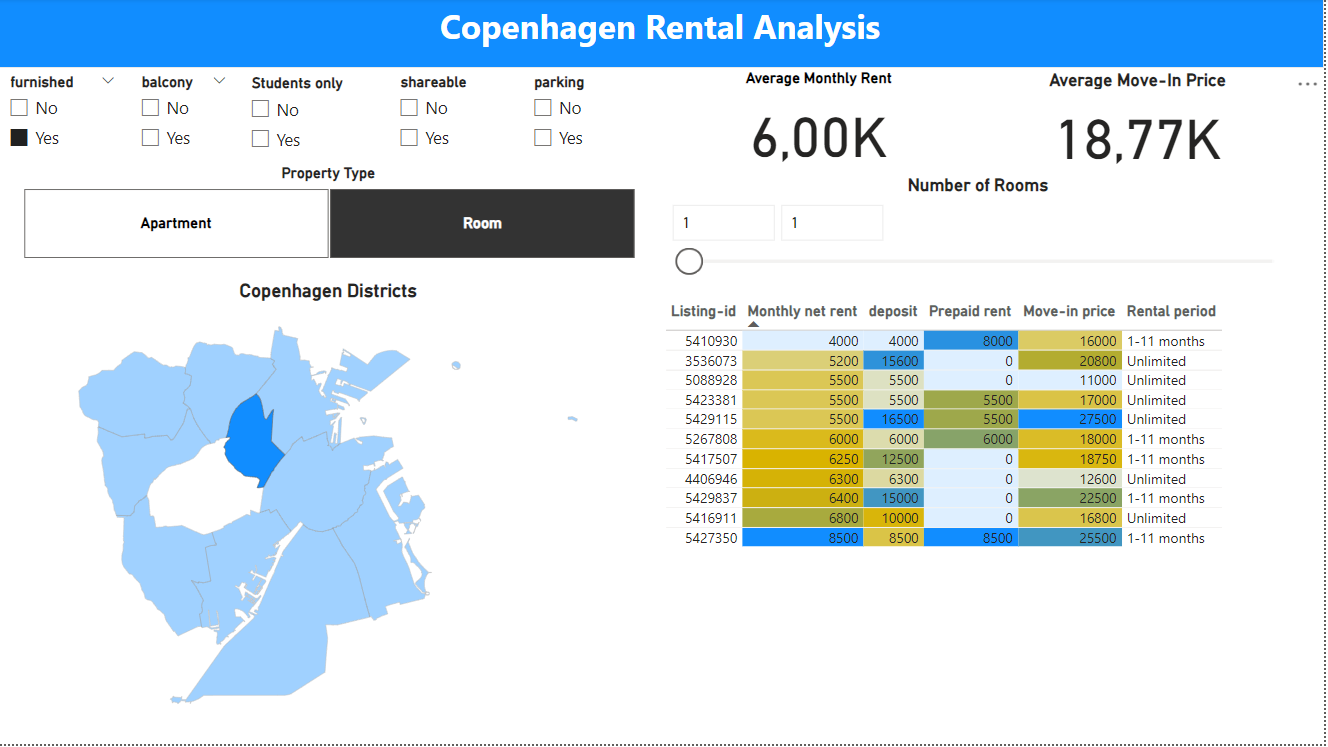 Copenhagen Rental Analysis
furnished balcony Students only shareable parking
No No No No No
Yes Yes Yes Yes Yes
Average Monthly Rent
6,00K
Average Move-In Price
18,77K
...
Property Type
Apartment Room
Number of Rooms
1 1
Copenhagen Districts
Listing-id Monthly net rent deposit Prepaid rent Move-in price Rental period
5410930 4000 4000 8000 16000 1-11 months
3536073 5200 15600 0 20800 Unlimited
5088928 5500 5500 0 11000 Unlimited
5423381 5500 5500 5500 17000 Unlimited
5429115 5500 16500 5500 27500 Unlimited
5267808 6000 6000 6000 18000 1-11 months
5417507 6250 12500 0 18750 1-11 months
4406946 6300 6300 0 12600 Unlimited
5429837 6400 15000 0 22500 1-11 months
5416911 6800 10000 0 16800 Unlimited
5427350 8500 8500 8500 25500 1-11 months